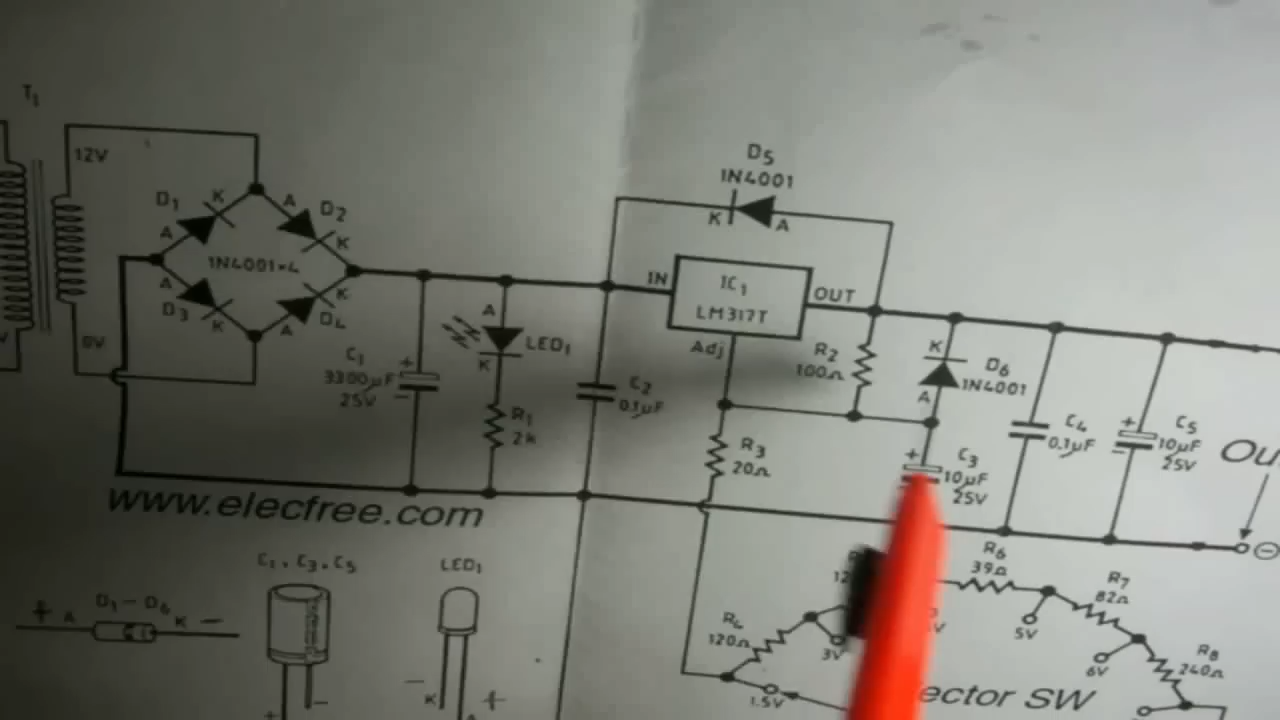 T1
12V
0V
D1
K
A
A
D2
K
1N4001×4
A
D3
K
A
D4
K
C1
3300µF
25V
+
−
A
K
LED1
R1
2k
C2
0.1µF
D5
1N4001
K
A
IN
IC1
LM317T
OUT
Adj
R2
100Ω
K
A
D6
1N4001
R3
20Ω
+
C3
10µF
25V
C4
0.1µF
+
−
C5
10µF
25V
−
www.elecfree.com
C1, C3, C5
LED1
+ A D1-D6 K −
+
−
−
K
+
A
R4
120Ω
1.5V
3V
R6
39Ω
5V
R7
82Ω
6V
R8
240Ω
SW